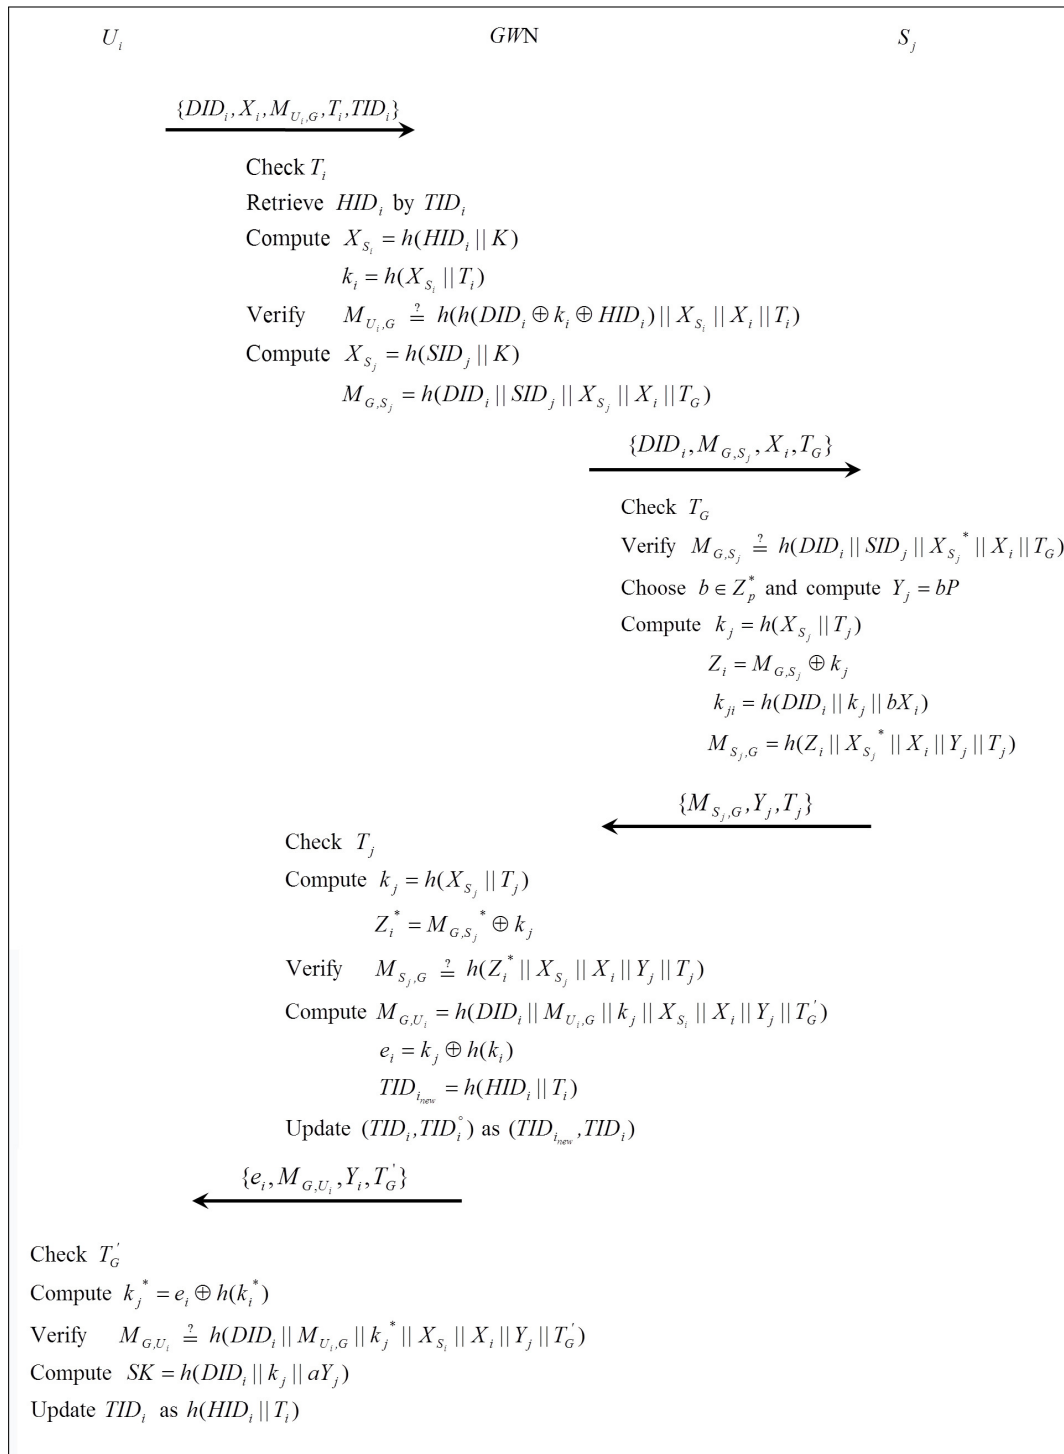 U_i GWN S_j
{DID_i, X_i, M_{U_i,G}, T_i, TID_i}
Check T_i
Retrieve HID_i by TID_i
Compute X_{S_i} = h(HID_i || K)
k_i = h(X_{S_i} || T_i)
Verify M_{U_i,G} ≟ h(h(DID_i ⊕ k_i ⊕ HID_i) || X_{S_i} || X_i || T_i)
Compute X_{S_j} = h(SID_j || K)
M_{G,S_j} = h(DID_i || SID_j || X_{S_j} || X_i || T_G)
{DID_i, M_{G,S_j}, X_i, T_G}
Check T_G
Verify M_{G,S_j} ≟ h(DID_i || SID_j || X_{S_j}^* || X_i || T_G)
Choose b ∈ Z_p^* and compute Y_j = bP
Compute k_j = h(X_{S_j} || T_j)
Z_i = M_{G,S_j} ⊕ k_j
k_{ji} = h(DID_i || k_j || bX_i)
M_{S_j,G} = h(Z_i || X_{S_j}^* || X_i || Y_j || T_j)
{M_{S_j,G}, Y_j, T_j}
Check T_j
Compute k_j = h(X_{S_j} || T_j)
Z_i^* = M_{G,S_j}^* ⊕ k_j
Verify M_{S_j,G} ≟ h(Z_i^* || X_{S_j} || X_i || Y_j || T_j)
Compute M_{G,U_i} = h(DID_i || M_{U_i,G} || k_j || X_{S_i} || X_i || Y_j || T_G')
e_i = k_j ⊕ h(k_i)
TID_{i_{new}} = h(HID_i || T_i)
Update (TID_i, TID_i^°) as (TID_{i_{new}}, TID_i)
{e_i, M_{G,U_i}, Y_i, T_G'}
Check T_G'
Compute k_j^* = e_i ⊕ h(k_i^*)
Verify M_{G,U_i} ≟ h(DID_i || M_{U_i,G} || k_j^* || X_{S_i} || X_i || Y_j || T_G')
Compute SK = h(DID_i || k_j || aY_j)
Update TID_i as h(HID_i || T_i)